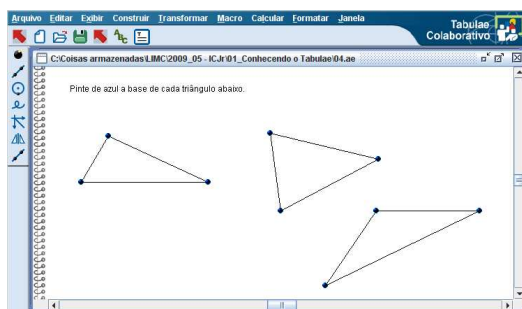 Arquivo Editar Exibir Construir Transformar Macro Calcular Formatar Janela
Tabulae
Colaborativo
C:\Coisas armazenadas\LIMC\2009_05 - ICJr\01_Conhecendo o Tabulae\04.ae
Pinte de azul a base de cada triângulo abaixo.